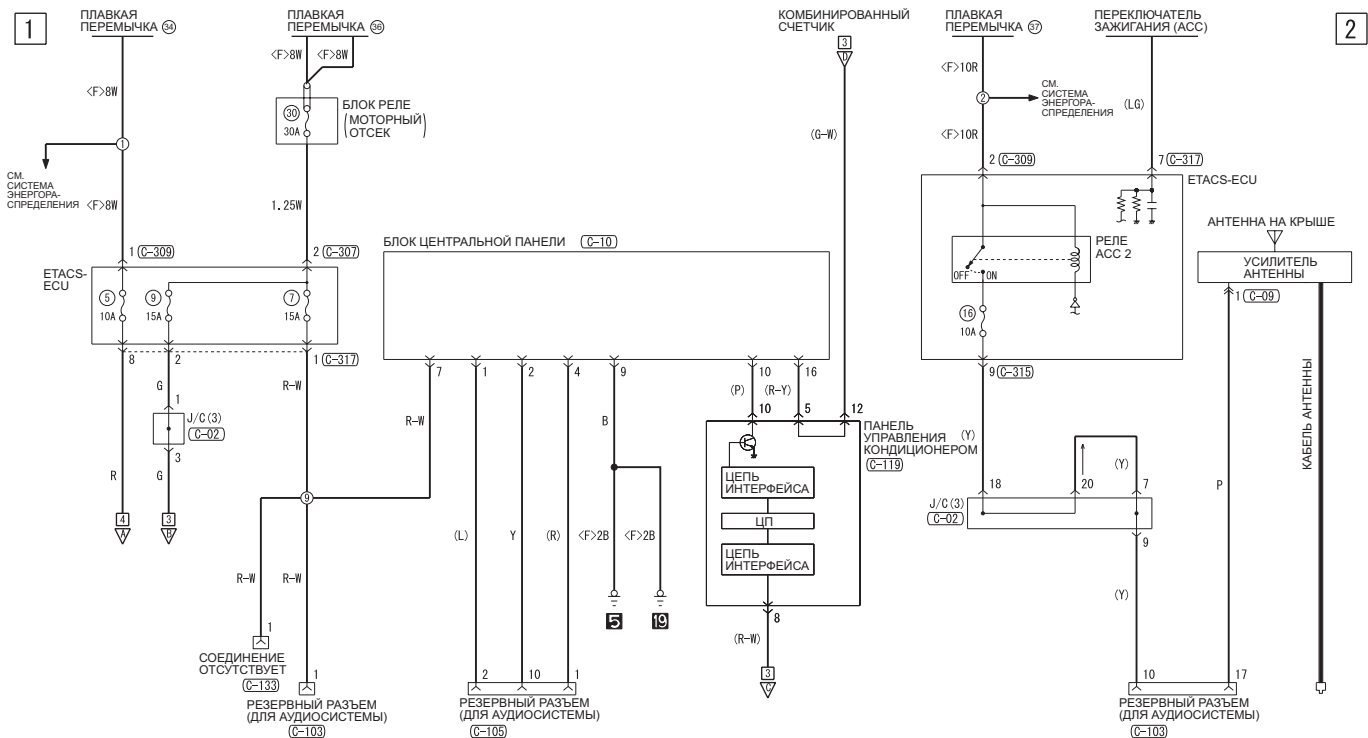 1
ПЛАВКАЯ
ПЕРЕМЫЧКА 34
ПЛАВКАЯ
ПЕРЕМЫЧКА 36
КОМБИНИРОВАННЫЙ
СЧЕТЧИК
ПЛАВКАЯ
ПЕРЕМЫЧКА 37
ПЕРЕКЛЮЧАТЕЛЬ
ЗАЖИГАНИЯ (ACC)
2
3
D
<F>8W <F>8W
<F>10R
<F>8W
2
СМ.
СИСТЕМА
ЭНЕРГОРА-
СПРЕДЕЛЕНИЯ
(LG)
30
30A
БЛОК РЕЛЕ
(МОТОРНЫЙ
ОТСЕК)
(G-W)
<F>10R
1
2 (C-309)
7 (C-317)
СМ.
СИСТЕМА
ЭНЕРГОРА-
СПРЕДЕЛЕНИЯ
<F>8W
1.25W
ETACS-ECU
АНТЕННА НА КРЫШЕ
1 (C-309)
2 (C-307)
БЛОК ЦЕНТРАЛЬНОЙ ПАНЕЛИ (C-10)
РЕЛЕ
ACC 2
OFF ON
УСИЛИТЕЛЬ
АНТЕННЫ
ETACS-
ECU
5
10A
9
15A
7
15A
16
10A
1 (C-09)
8
2
1 (C-317)
7
1
2
4
9
10
16
9 (C-315)
G
R-W
(P)
(R-Y)
1
R-W
B
10
5
12
J/C(3)
(C-02)
3
ПАНЕЛЬ
УПРАВЛЕНИЯ
КОНДИЦИОНЕРОМ
(C-119)
(Y)
(Y)
КАБЕЛЬ АНТЕННЫ
R
G
9
ЦЕПЬ
ИНТЕРФЕЙСА
18
20
7
P
4
A
3
B
(L)
Y
(R)
<F>2B
<F>2B
ЦП
J/C(3)
(C-02)
9
ЦЕПЬ
ИНТЕРФЕЙСА
R-W
R-W
(Y)
5
19
8
1
(R-W)
СОЕДИНЕНИЕ
ОТСУТСТВУЕТ
(C-133)
1
2
10
1
3
C
10
17
РЕЗЕРВНЫЙ РАЗЪЕМ
(ДЛЯ АУДИОСИСТЕМЫ)
(C-103)
РЕЗЕРВНЫЙ РАЗЪЕМ
(ДЛЯ АУДИОСИСТЕМЫ)
(C-105)
РЕЗЕРВНЫЙ РАЗЪЕМ
(ДЛЯ АУДИОСИСТЕМЫ)
(C-103)